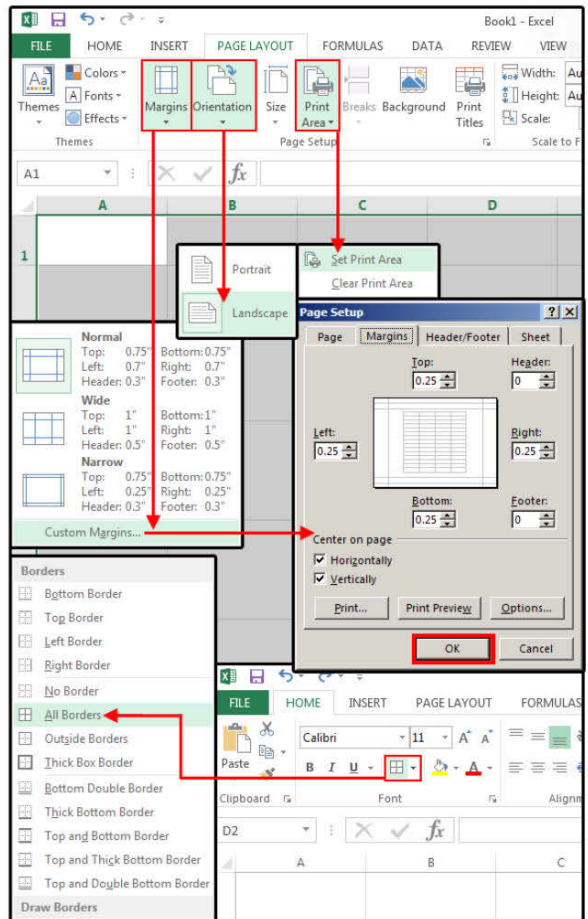 Book1 - Excel
FILE HOME INSERT PAGE LAYOUT FORMULAS DATA REVIEW VIEW
Colors
Fonts
Effects
Themes Margins Orientation Size Print Area Breaks Background Print Titles
Width: Au
Height: Au
Scale:
Themes Page Setup Scale to F
A1 fx
A B C D
1
Portrait
Landscape
Set Print Area
Clear Print Area
Normal
Top: 0.75" Bottom: 0.75"
Left: 0.7" Right: 0.7"
Header: 0.3" Footer: 0.3"
Wide
Top: 1" Bottom: 1"
Left: 1" Right: 1"
Header: 0.5" Footer: 0.5"
Narrow
Top: 0.75" Bottom: 0.75"
Left: 0.25" Right: 0.25"
Header: 0.3" Footer: 0.3"
Custom Margins...
Page Setup ? X
Page Margins Header/Footer Sheet
Top: Header:
0.25 0
Left: Right:
0.25 0.25
Bottom: Footer:
0.25 0
Center on page
Horizontally
Vertically
Print... Print Preview Options...
OK Cancel
Borders
Bottom Border
Top Border
Left Border
Right Border
No Border
All Borders
Outside Borders
Thick Box Border
Bottom Double Border
Thick Bottom Border
Top and Bottom Border
Top and Thick Bottom Border
Top and Double Bottom Border
Draw Borders
FILE HOME INSERT PAGE LAYOUT FORMULAS
Calibri 11 A A
Paste B I U A
Clipboard Font Alignm
D2 fx
A B C